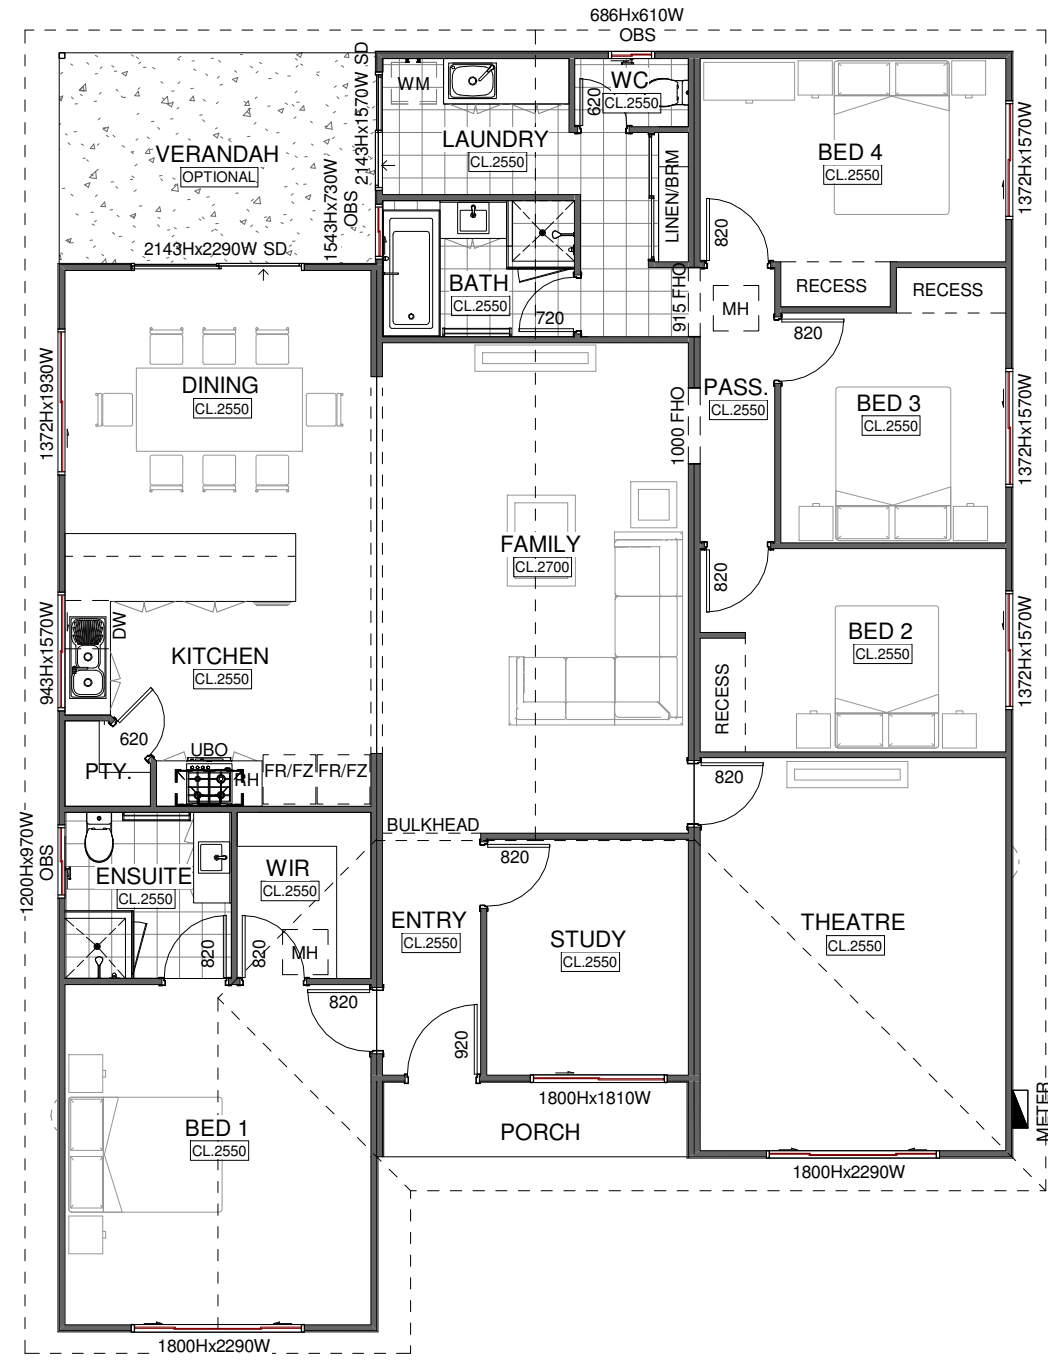 686Hx610W
OBS
WM
2143Hx1570W SD
WC
CL.2550
620
LAUNDRY
CL.2550
VERANDAH
OPTIONAL
BED 4
CL.2550
1372Hx1570W
1543Hx730W
OBS
LINEN/BRM
820
2143Hx2290W SD
BATH
CL.2550
720
915 FHO
MH
RECESS
RECESS
820
1372Hx1930W
DINING
CL.2550
PASS.
CL.2550
1000 FHO
BED 3
CL.2550
1372Hx1570W
FAMILY
CL.2700
820
943Hx1570W
DW
KITCHEN
CL.2550
BED 2
CL.2550
1372Hx1570W
RECESS
620
UBO
PTY.
RH
FR/FZ
FR/FZ
820
BULKHEAD
820
1200Hx970W
OBS
ENSUITE
CL.2550
WIR
CL.2550
ENTRY
CL.2550
STUDY
CL.2550
THEATRE
CL.2550
820
820
MH
820
920
1800Hx1810W
METER
BED 1
CL.2550
PORCH
1800Hx2290W
1800Hx2290W